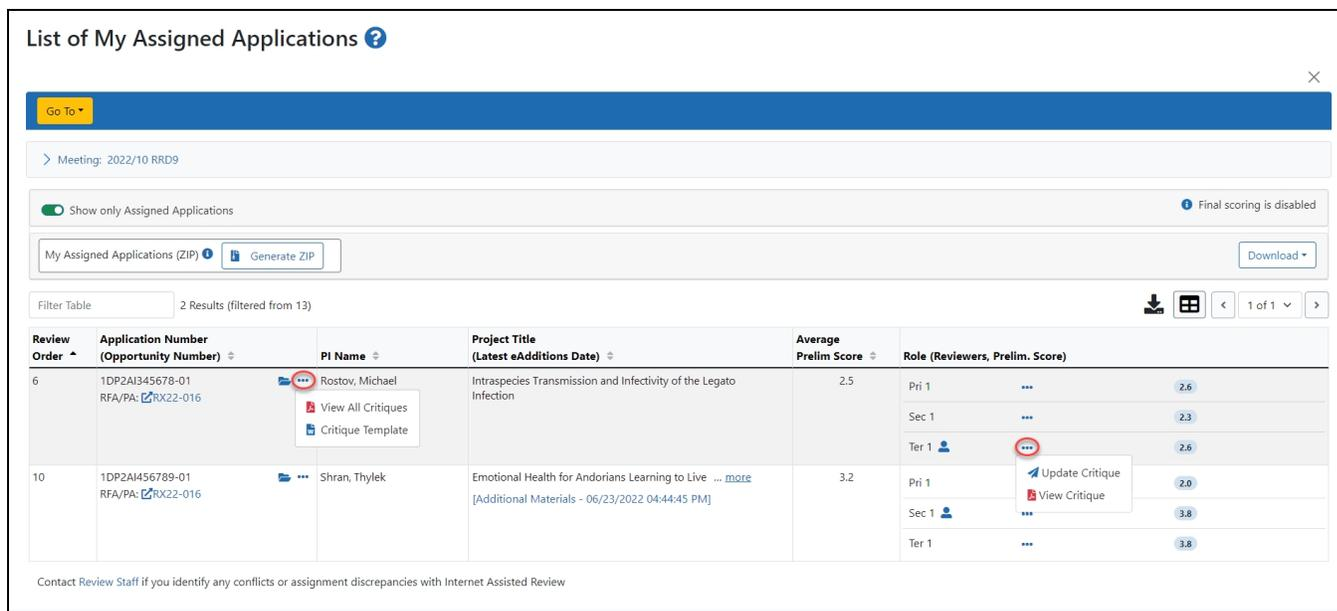 List of My Assigned Applications ?
Go To
Meeting: 2022/10 RRD9
Show only Assigned Applications
Final scoring is disabled
My Assigned Applications (ZIP) Generate ZIP
Download
Filter Table
2 Results (filtered from 13)
1 of 1
Review
Order
Application Number
(Opportunity Number)
PI Name
Project Title
(Latest eAdditions Date)
Average
Prelim Score
Role (Reviewers, Prelim. Score)
6
1DP2AI345678-01
RFA/PA: RX22-016
Rostov, Michael
View All Critiques
Critique Template
Intraspecies Transmission and Infectivity of the Legato
Infection
2.5
Pri 1 ... 2.6
Sec 1 ... 2.3
Ter 1 ... 2.6
Update Critique
View Critique
10
1DP2AI456789-01
RFA/PA: RX22-016
Shran, Thylek
Emotional Health for Andorians Learning to Live ... more
[Additional Materials - 06/23/2022 04:44:45 PM]
3.2
Pri 1 2.0
Sec 1 ... 3.8
Ter 1 ... 3.8
Contact Review Staff if you identify any conflicts or assignment discrepancies with Internet Assisted Review